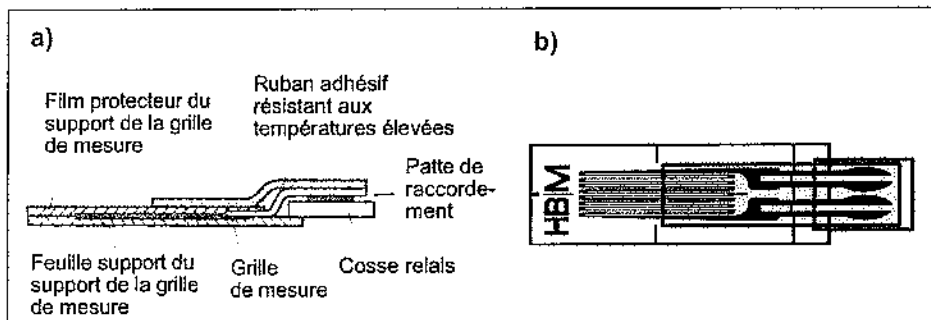 a)
Film protecteur du
support de la grille
de mesure
Ruban adhésif
résistant aux
températures élevées
Patte de
raccorde-
ment
Feuille support du
support de la grille
de mesure
Grille
de mesure
Cosse relais
b)
HBM